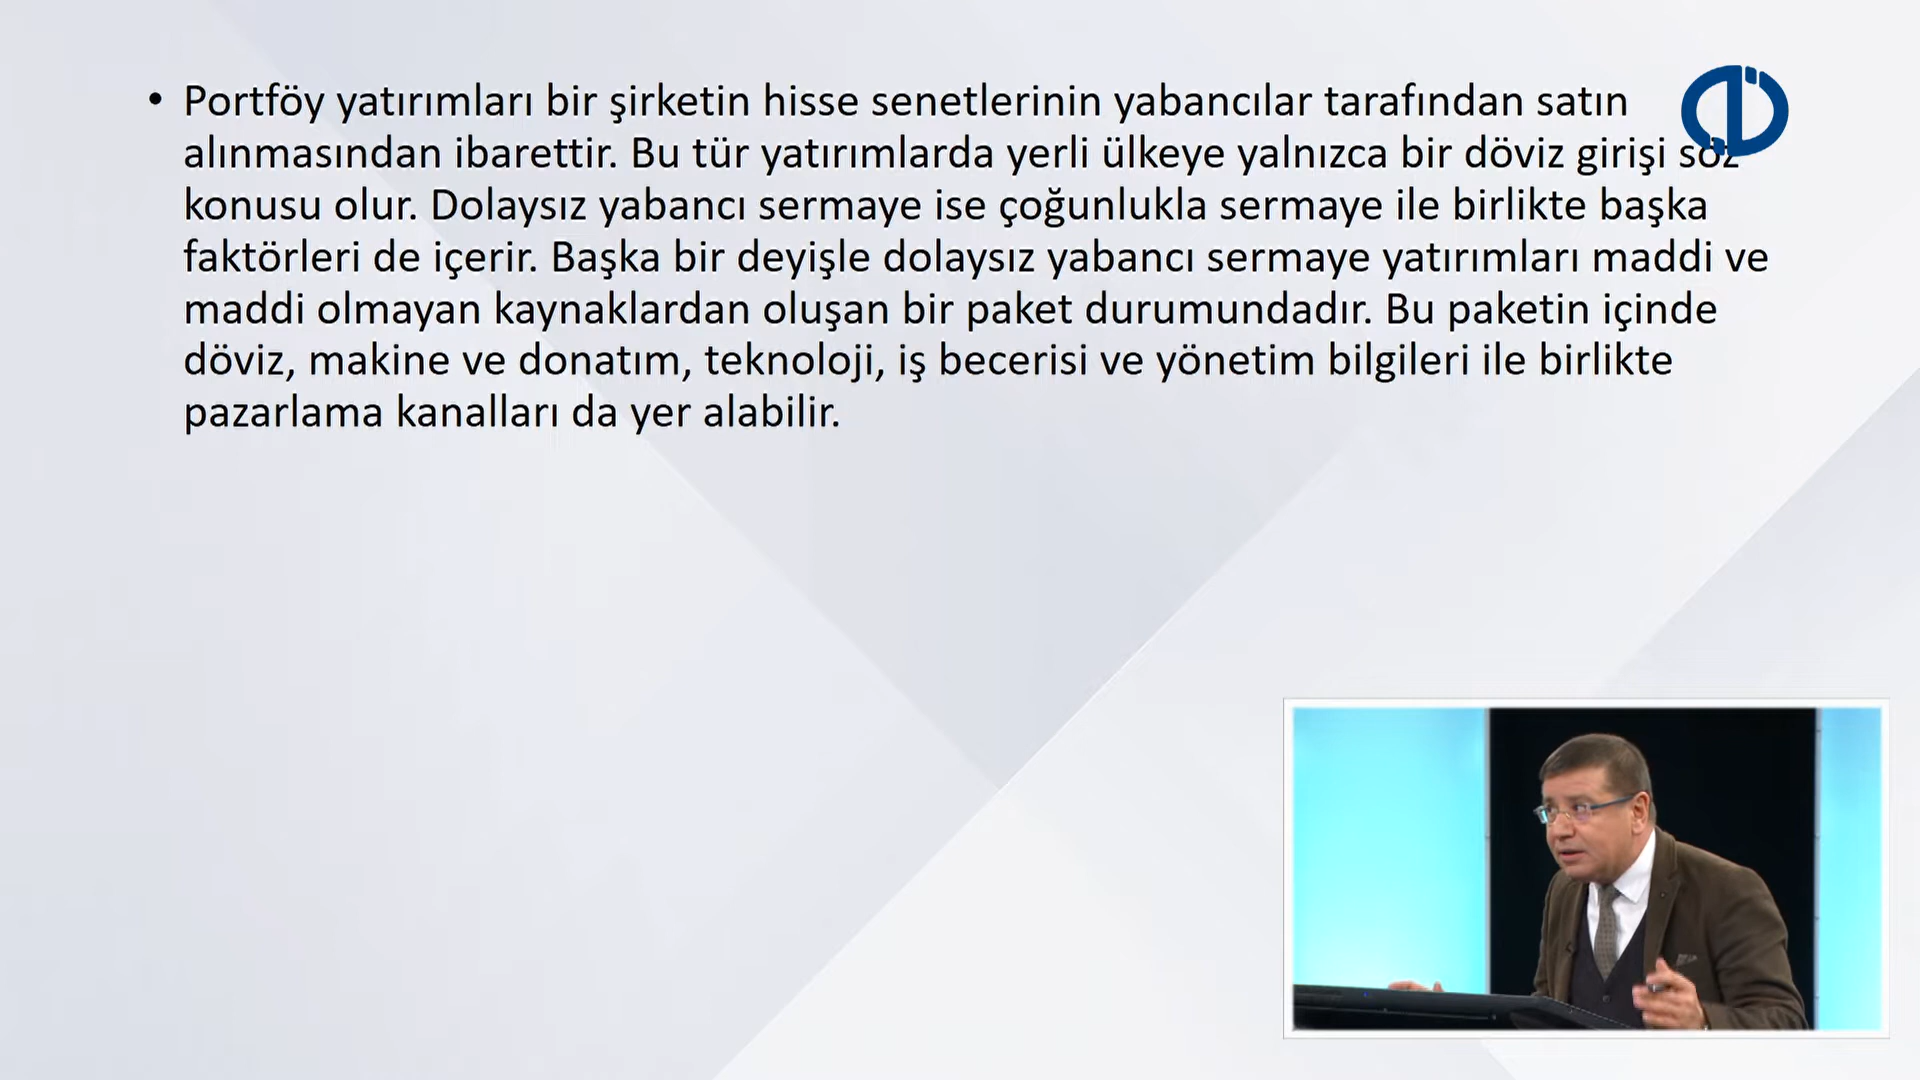 • Portföy yatırımları bir şirketin hisse senetlerinin yabancılar tarafından satın
alınmasından ibarettir. Bu tür yatırımlarda yerli ülkeye yalnızca bir döviz girişi söz
konusu olur. Dolaysız yabancı sermaye ise çoğunlukla sermaye ile birlikte başka
faktörleri de içerir. Başka bir deyişle dolaysız yabancı sermaye yatırımları maddi ve
maddi olmayan kaynaklardan oluşan bir paket durumundadır. Bu paketin içinde
döviz, makine ve donatım, teknoloji, iş becerisi ve yönetim bilgileri ile birlikte
pazarlama kanalları da yer alabilir.